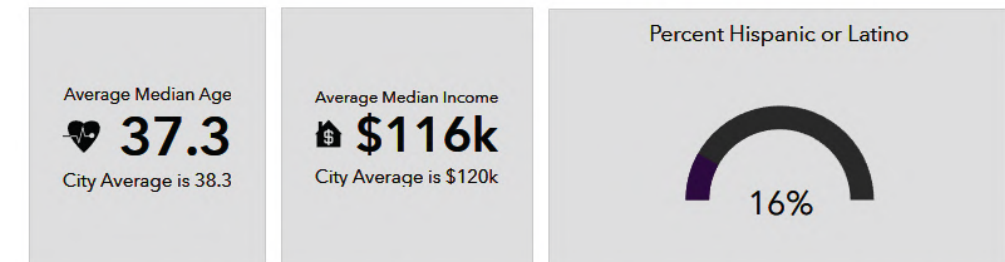 Average Median Age
37.3
City Average is 38.3
Average Median Income
$116k
City Average is $120k
Percent Hispanic or Latino
16%